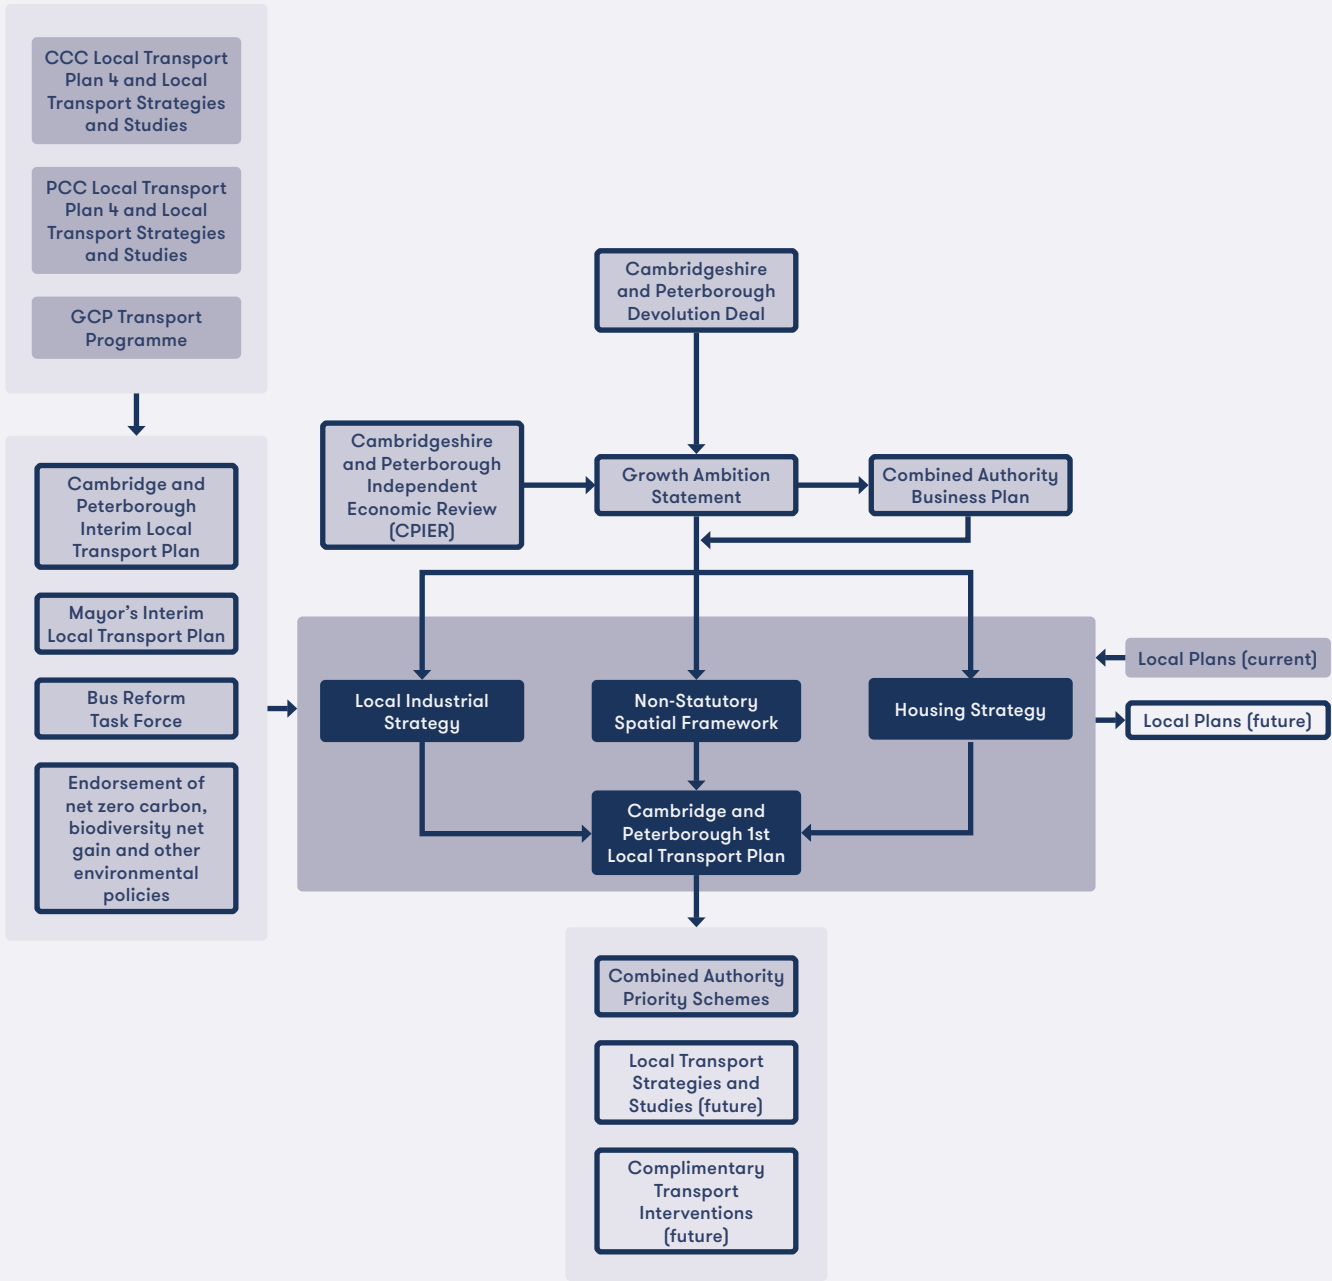 CCC Local Transport
Plan 4 and Local
Transport Strategies
and Studies
PCC Local Transport
Plan 4 and Local
Transport Strategies
and Studies
GCP Transport
Programme
Cambridge and
Peterborough
Interim Local
Transport Plan
Mayor’s Interim
Local Transport Plan
Bus Reform
Task Force
Endorsement of
net zero carbon,
biodiversity net
gain and other
environmental
policies
Cambridgeshire
and Peterborough
Devolution Deal
Cambridgeshire
and Peterborough
Independent
Economic Review
(CPIER)
Growth Ambition
Statement
Combined Authority
Business Plan
Local Industrial
Strategy
Non-Statutory
Spatial Framework
Housing Strategy
Cambridge and
Peterborough 1st
Local Transport Plan
Local Plans (current)
Local Plans (future)
Combined Authority
Priority Schemes
Local Transport
Strategies and
Studies (future)
Complimentary
Transport
Interventions
(future)